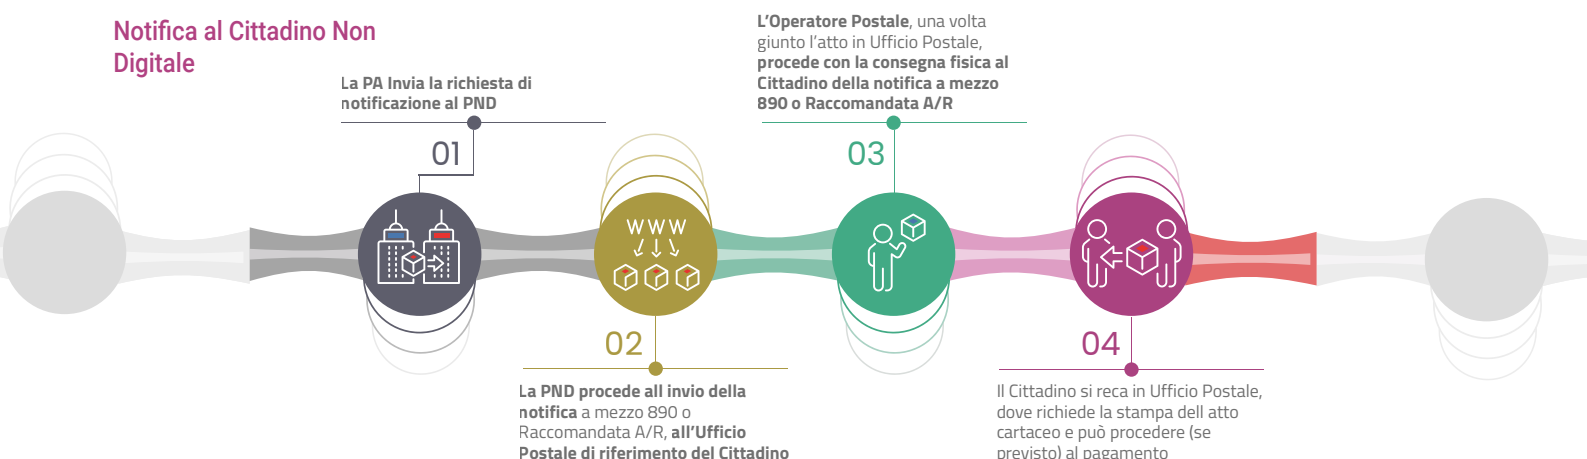 Notifica al Cittadino Non
Digitale
La PA Invia la richiesta di
notificazione al PND
01
WWW
02
La PND procede all invio della
notifica a mezzo 890 o
Raccomandata A/R, all’Ufficio
Postale di riferimento del Cittadino
L’Operatore Postale, una volta
giunto l’atto in Ufficio Postale,
procede con la consegna fisica al
Cittadino della notifica a mezzo
890 o Raccomandata A/R
03
04
Il Cittadino si reca in Ufficio Postale,
dove richiede la stampa dell atto
cartaceo e può procedere (se
previsto) al pagamento